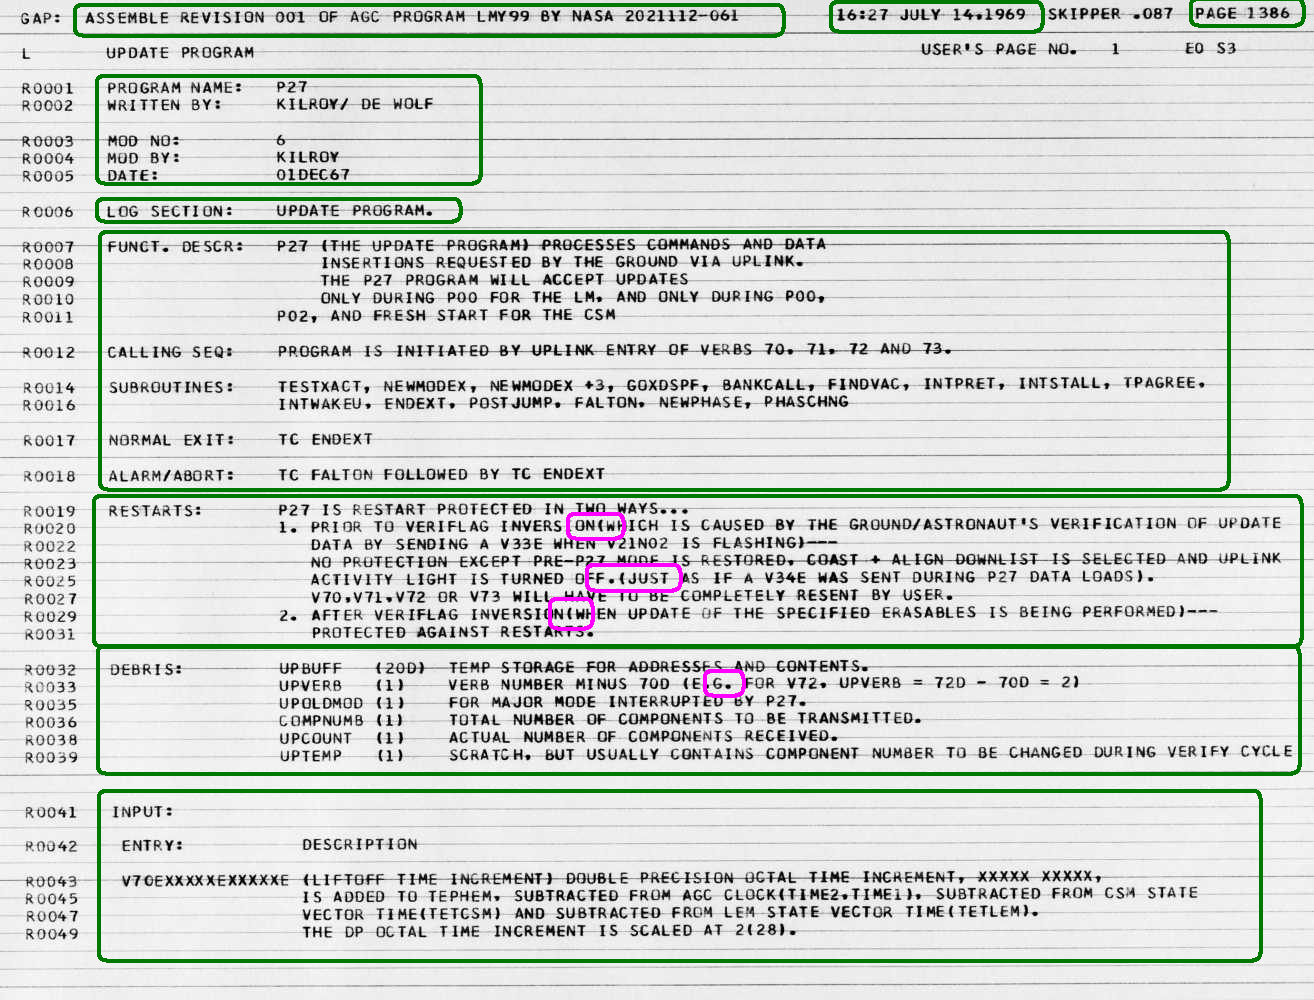 GAP: ASSEMBLE REVISION 001 OF AGC PROGRAM LMY99 BY NASA 2021112-061 16:27 JULY 14,1969 SKIPPER .087 PAGE 1386
L UPDATE PROGRAM USER'S PAGE NO. 1 E0 S3
R0001 PROGRAM NAME: P27
R0002 WRITTEN BY: KILROY/ DE WOLF
R0003 MOD NO: 6
R0004 MOD BY: KILROY
R0005 DATE: 01DEC67
R0006 LOG SECTION: UPDATE PROGRAM.
R0007 FUNCT. DESCR: P27 (THE UPDATE PROGRAM) PROCESSES COMMANDS AND DATA
R0008 INSERTIONS REQUESTED BY THE GROUND VIA UPLINK.
R0009 THE P27 PROGRAM WILL ACCEPT UPDATES
R0010 ONLY DURING P00 FOR THE LM, AND ONLY DURING P00,
R0011 P02, AND FRESH START FOR THE CSM
R0012 CALLING SEQ: PROGRAM IS INITIATED BY UPLINK ENTRY OF VERBS 70, 71, 72 AND 73.
R0014 SUBROUTINES: TESTXACT, NEWMODEX, NEWMODEX +3, GOXDSPF, BANKCALL, FINDVAC, INTPRET, INTSTALL, TPAGREE,
R0016 INTWAKEU, ENDEXT, POSTJUMP, FALTON, NEWPHASE, PHASCHNG
R0017 NORMAL EXIT: TC ENDEXT
R0018 ALARM/ABORT: TC FALTON FOLLOWED BY TC ENDEXT
R0019 RESTARTS: P27 IS RESTART PROTECTED IN TWO WAYS...
R0020 1. PRIOR TO VERIFLAG INVERSION(WHICH IS CAUSED BY THE GROUND/ASTRONAUT'S VERIFICATION OF UPDATE
R0022 DATA BY SENDING A V33E WHEN V21N02 IS FLASHING)---
R0023 NO PROTECTION EXCEPT PRE-P27 MODE IS RESTORED, COAST + ALIGN DOWNLIST IS SELECTED AND UPLINK
R0025 ACTIVITY LIGHT IS TURNED OFF.(JUST AS IF A V34E WAS SENT DURING P27 DATA LOADS).
R0027 V70,V71,V72 OR V73 WILL HAVE TO BE COMPLETELY RESENT BY USER.
R0029 2. AFTER VERIFLAG INVERSION(WHEN UPDATE OF THE SPECIFIED ERASABLES IS BEING PERFORMED)---
R0031 PROTECTED AGAINST RESTARTS.
R0032 DEBRIS: UPBUFF (20D) TEMP STORAGE FOR ADDRESSES AND CONTENTS.
R0033 UPVERB (1) VERB NUMBER MINUS 70D (E.G. FOR V72, UPVERB = 72D - 70D = 2)
R0035 UPOLDMOD (1) FOR MAJOR MODE INTERRUPTED BY P27.
R0036 COMPNUMB (1) TOTAL NUMBER OF COMPONENTS TO BE TRANSMITTED.
R0038 UPCOUNT (1) ACTUAL NUMBER OF COMPONENTS RECEIVED.
R0039 UPTEMP (1) SCRATCH, BUT USUALLY CONTAINS COMPONENT NUMBER TO BE CHANGED DURING VERIFY CYCLE
R0041 INPUT:
R0042 ENTRY: DESCRIPTION
R0043 V70EXXXXXEXXXXXE (LIFTOFF TIME INCREMENT) DOUBLE PRECISION OCTAL TIME INCREMENT, XXXXX XXXXX,
R0045 IS ADDED TO TEPHEM, SUBTRACTED FROM AGC CLOCK(TIME2,TIME1), SUBTRACTED FROM CSM STATE
R0047 VECTOR TIME(TETCSM) AND SUBTRACTED FROM LEM STATE VECTOR TIME(TETLEM).
R0049 THE DP OCTAL TIME INCREMENT IS SCALED AT 2(28).